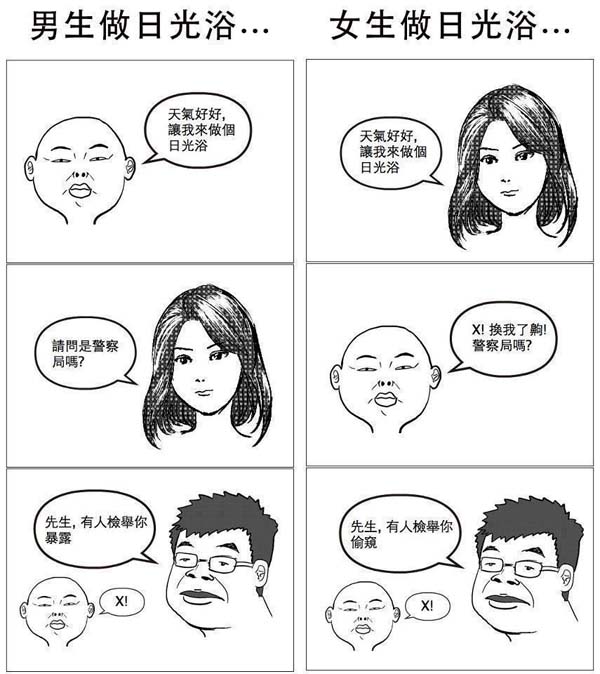 男生做日光浴...
天氣好好,
讓我來做個
日光浴
請問是警察
局嗎?
先生, 有人檢舉你
暴露
X!
女生做日光浴...
天氣好好,
讓我來做個
日光浴
X! 換我了齁!
警察局嗎?
先生, 有人檢舉你
偷窺
X!